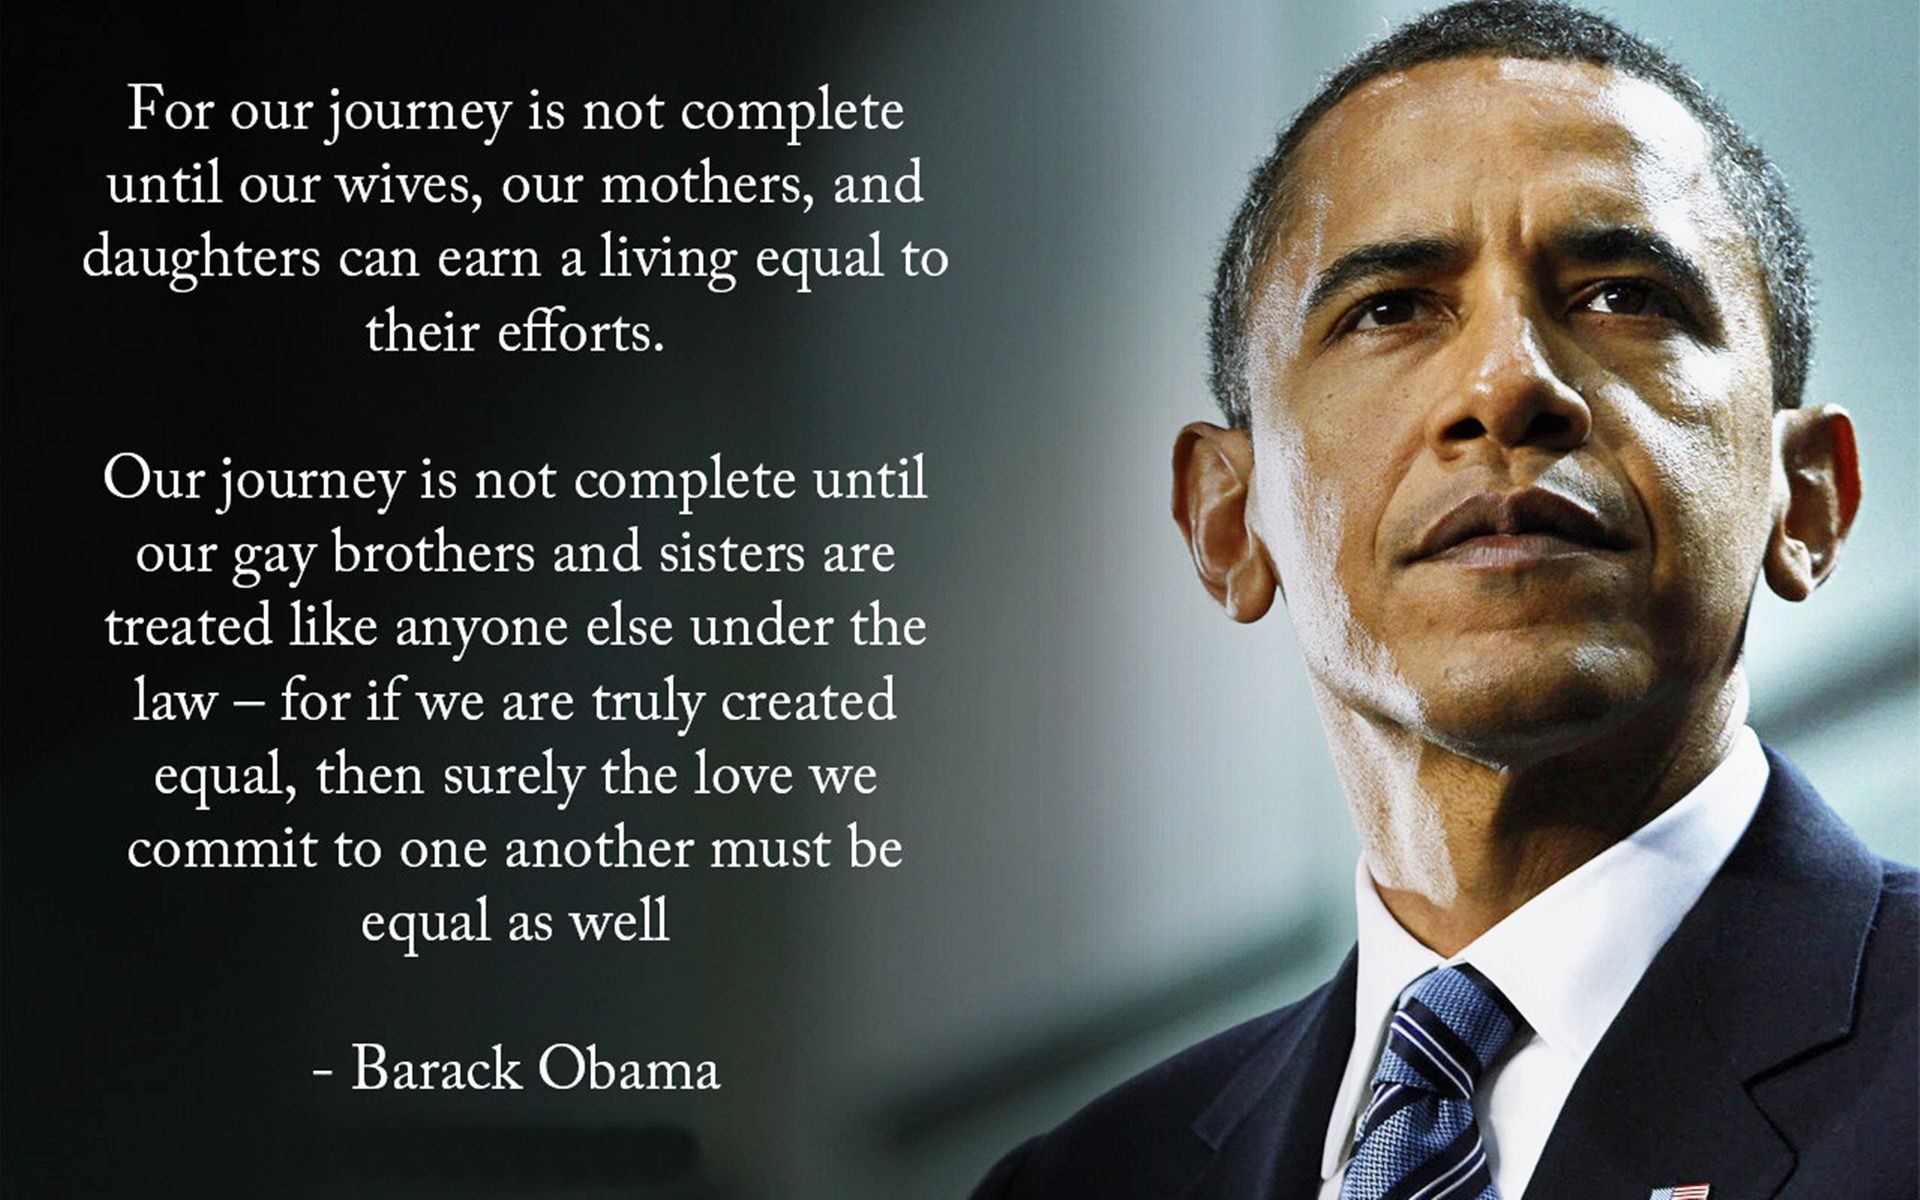 For our journey is not complete
until our wives, our mothers, and
daughters can earn a living equal to
their efforts.
Our journey is not complete until
our gay brothers and sisters are
treated like anyone else under the
law – for if we are truly created
equal, then surely the love we
commit to one another must be
equal as well
- Barack Obama